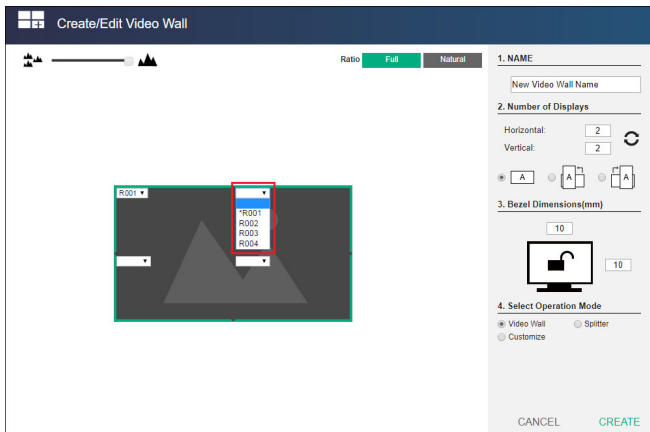 Create/Edit Video Wall
Ratio Full Natural
R001
*R001
R002
R003
R004
1. NAME
New Video Wall Name
2. Number of Displays
Horizontal: 2
Vertical: 2
A A A
3. Bezel Dimensions(mm)
10
10
4. Select Operation Mode
Video Wall Splitter
Customize
CANCEL CREATE